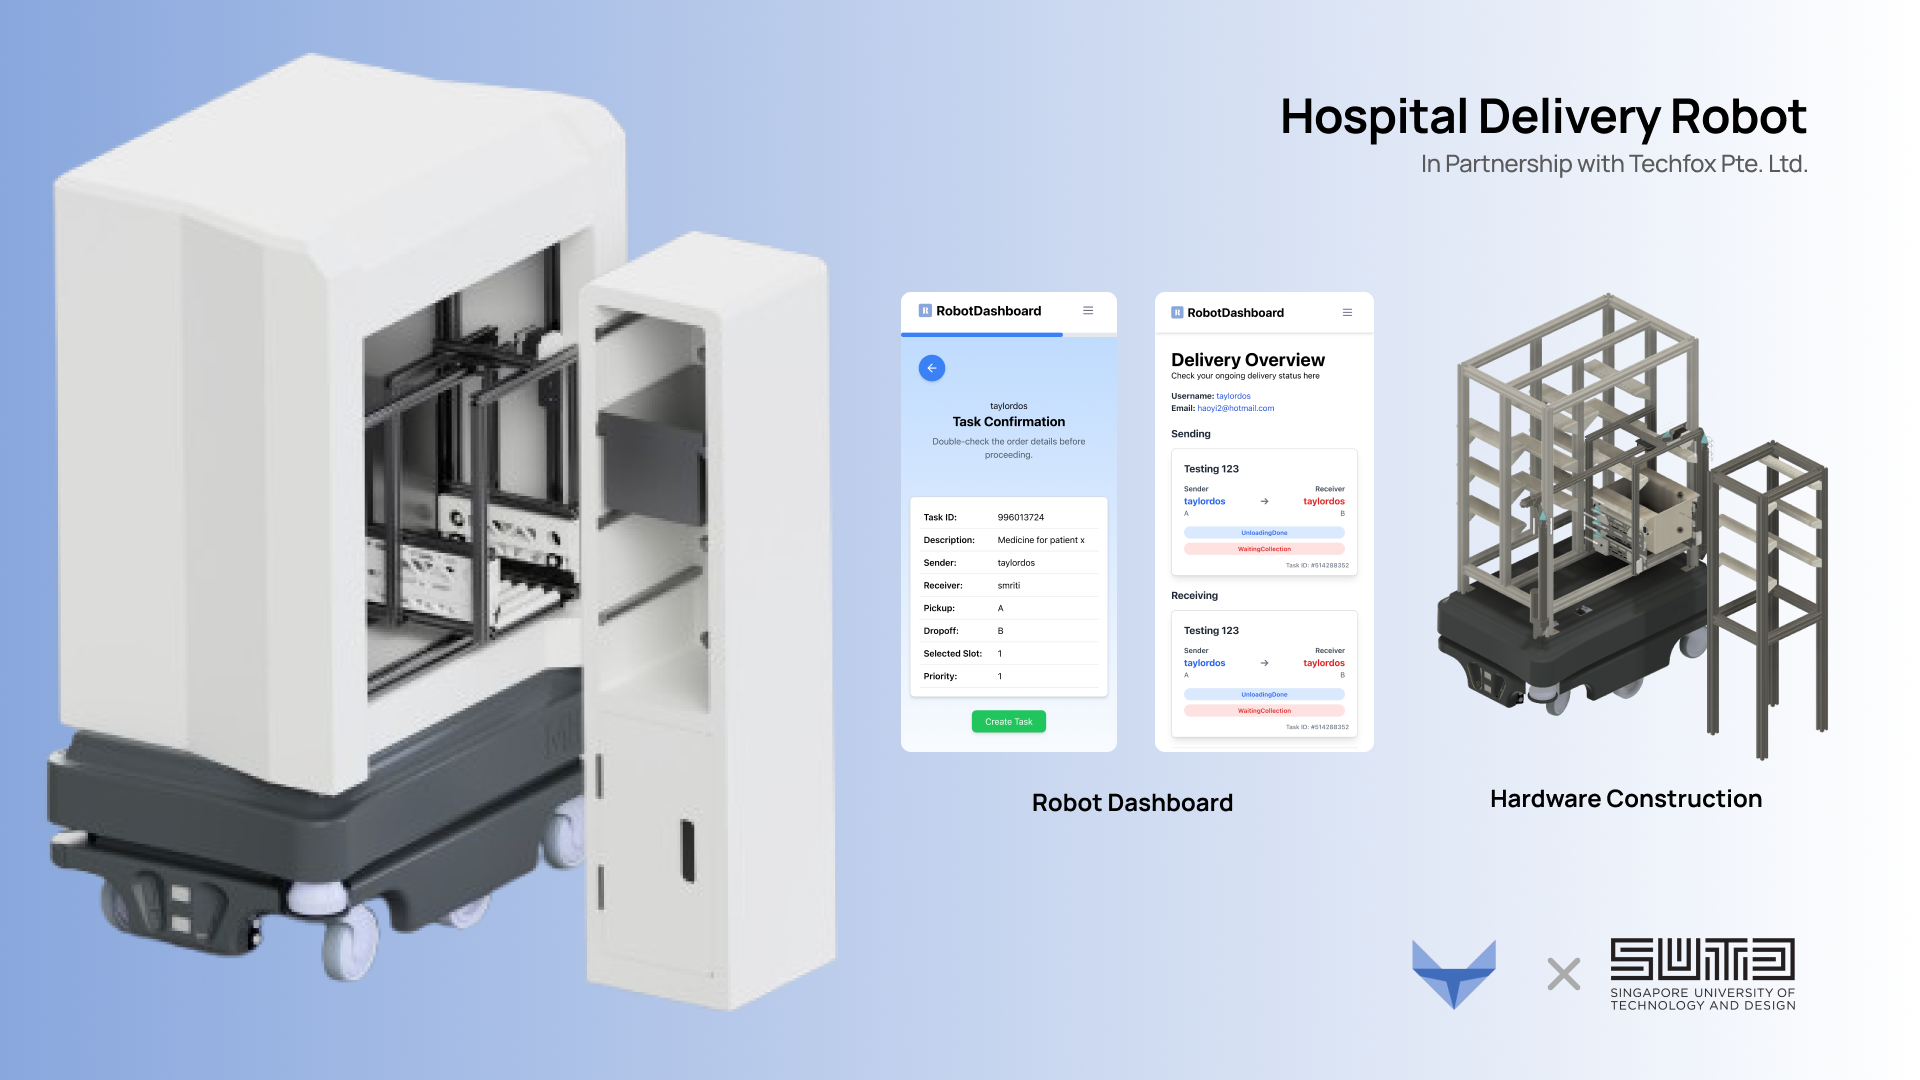 Hospital Delivery Robot
In Partnership with Techfox Pte. Ltd.
R RobotDashboard
taylordos
Task Confirmation
Double-check the order details before
proceeding.
Task ID: 996013724
Description: Medicine for patient x
Sender: taylordos
Receiver: smriti
Pickup: A
Dropoff: B
Selected Slot: 1
Priority: 1
Create Task
R RobotDashboard
Delivery Overview
Check your ongoing delivery status here
Username: taylordos
Email: haoyi2@hotmail.com
Sending
Testing 123
Sender Receiver
taylordos → taylordos
A B
UnloadingDone
WaitingCollection
Task ID: #514288352
Receiving
Testing 123
Sender Receiver
taylordos → taylordos
A B
UnloadingDone
WaitingCollection
Task ID: #514288352
Robot Dashboard
Hardware Construction
SUTD
SINGAPORE UNIVERSITY OF
TECHNOLOGY AND DESIGN